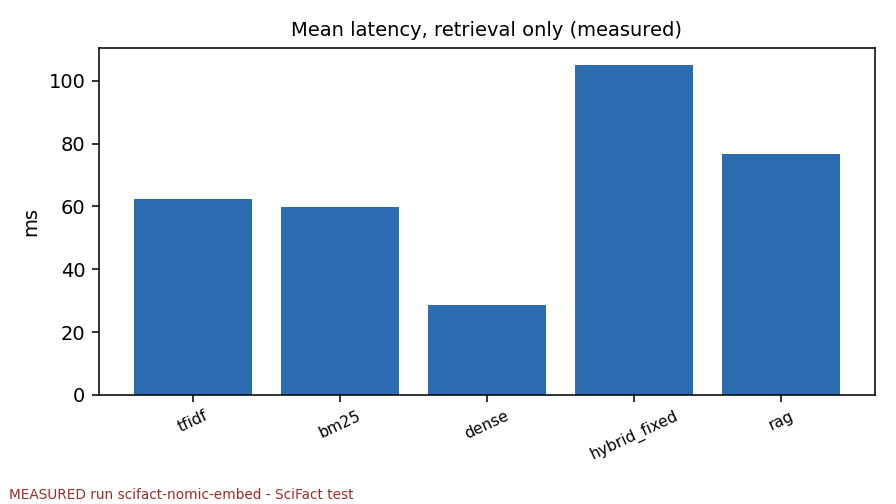 Mean latency, retrieval only (measured)
100
80
60
40
20
0
ms
tfidf
bm25
dense
hybrid_fixed
rag
MEASURED run scifact-nomic-embed - SciFact test